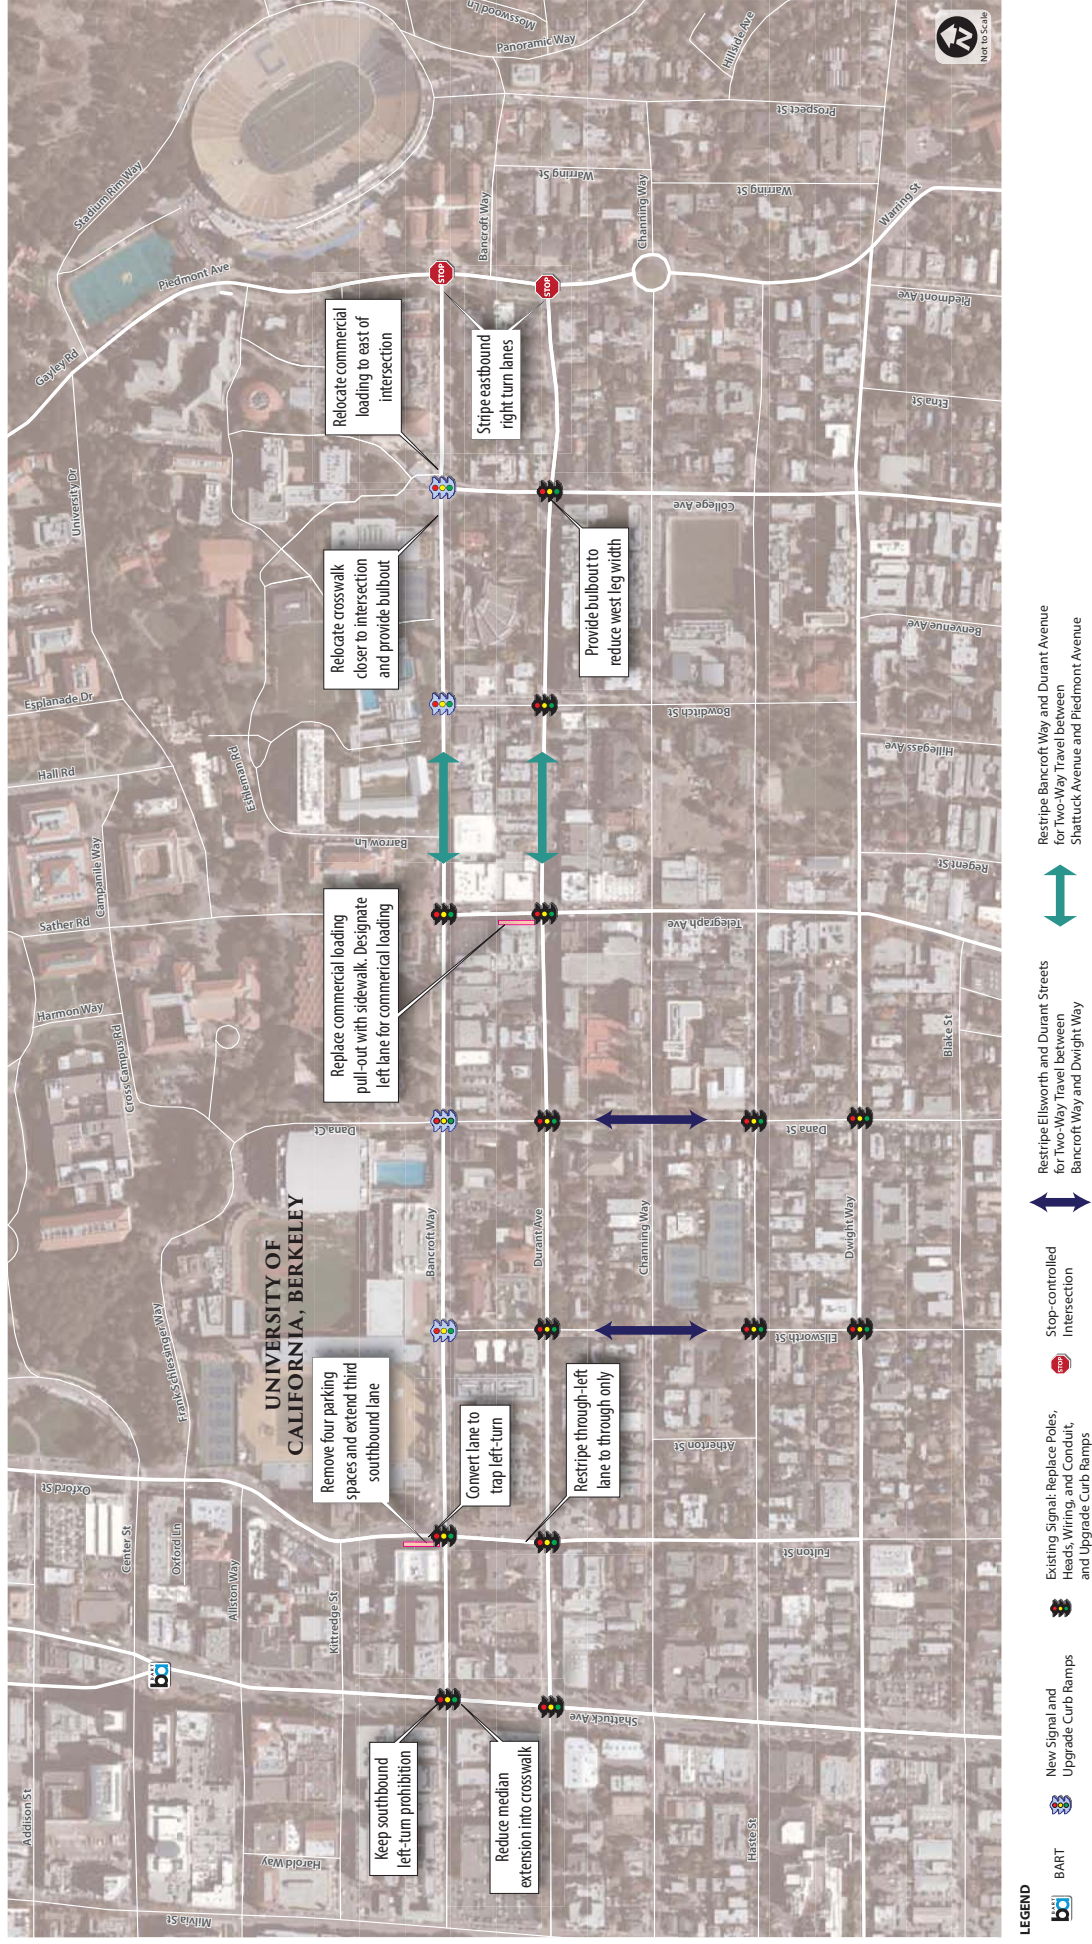 Addison St
Milvia St
Harold Way
Center St
Oxford Ln
Allston Way
Kittredge St
Oxford St
Shattuck Ave
Haste St
Fulton St
Atherton St
Ellsworth St
Dana St
Dana Ct
Frank Schlessinger Way
Cross Campus Rd
Harmon Way
Sather Rd
Campanile Way
Hall Rd
Esplanade Dr
University Dr
Eshleman Rd
Barrow Ln
Gayley Rd
Stadium Rim Way
Piedmont Ave
Mosswood Ln
Panoramic Way
Hillside Ave
Prospect St
Bancroft Way
Warring St
Channing Way
Warring St
Warring St
Piedmont Ave
Etna St
College Ave
Benvenue Ave
Bowditch St
Hillegass Ave
Regent St
Telegraph Ave
Blake St
Bancroft Way
Durant Ave
Channing Way
Dwight Way
UNIVERSITY OF
CALIFORNIA, BERKELEY
BART
ba
STOP
STOP
Keep southbound
left-turn prohibition
Reduce median
extension into crosswalk
Remove four parking
spaces and extend third
southbound lane
Convert lane to
trap left-turn
Restripe through-left
lane to through only
Replace commercial loading
pull-out with sidewalk. Designate
left lane for commerical loading
Relocate crosswalk
closer to intersection
and provide bulbout
Provide bulbout to
reduce west leg width
Relocate commercial
loading to east of
intersection
Stripe eastbound
right turn lanes
N
Not to Scale
LEGEND
BART
ba
BART
New Signal and
Upgrade Curb Ramps
Existing Signal: Replace Poles,
Heads, Wiring, and Conduit,
and Upgrade Curb Ramps
STOP
Stop-controlled
Intersection
Restripe Ellsworth and Durant Streets
for Two-Way Travel between
Bancroft Way and Dwight Way
Restripe Bancroft Way and Durant Avenue
for Two-Way Travel between
Shattuck Avenue and Piedmont Avenue